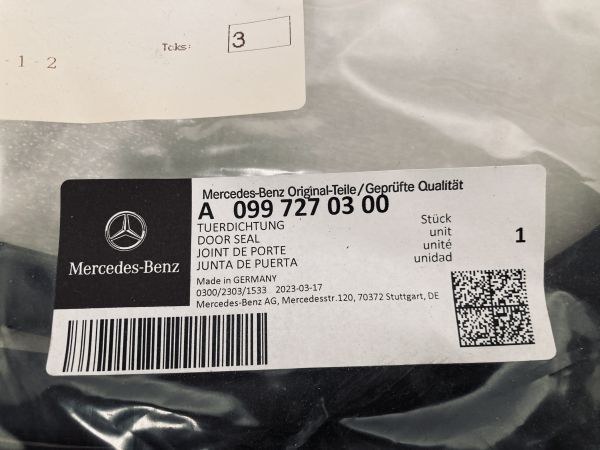 Tcks: 3
-1-2
Mercedes-Benz Original-Teile/Geprüfte Qualität
A 099 727 03 00
TUERDICHTUNG
DOOR SEAL
JOINT DE PORTE
JUNTA DE PUERTA
Stück
unit
unité
unidad
1
Mercedes-Benz
Made in GERMANY
0300/2303/1533 2023-03-17
Mercedes-Benz AG, Mercedesstr.120, 70372 Stuttgart, DE